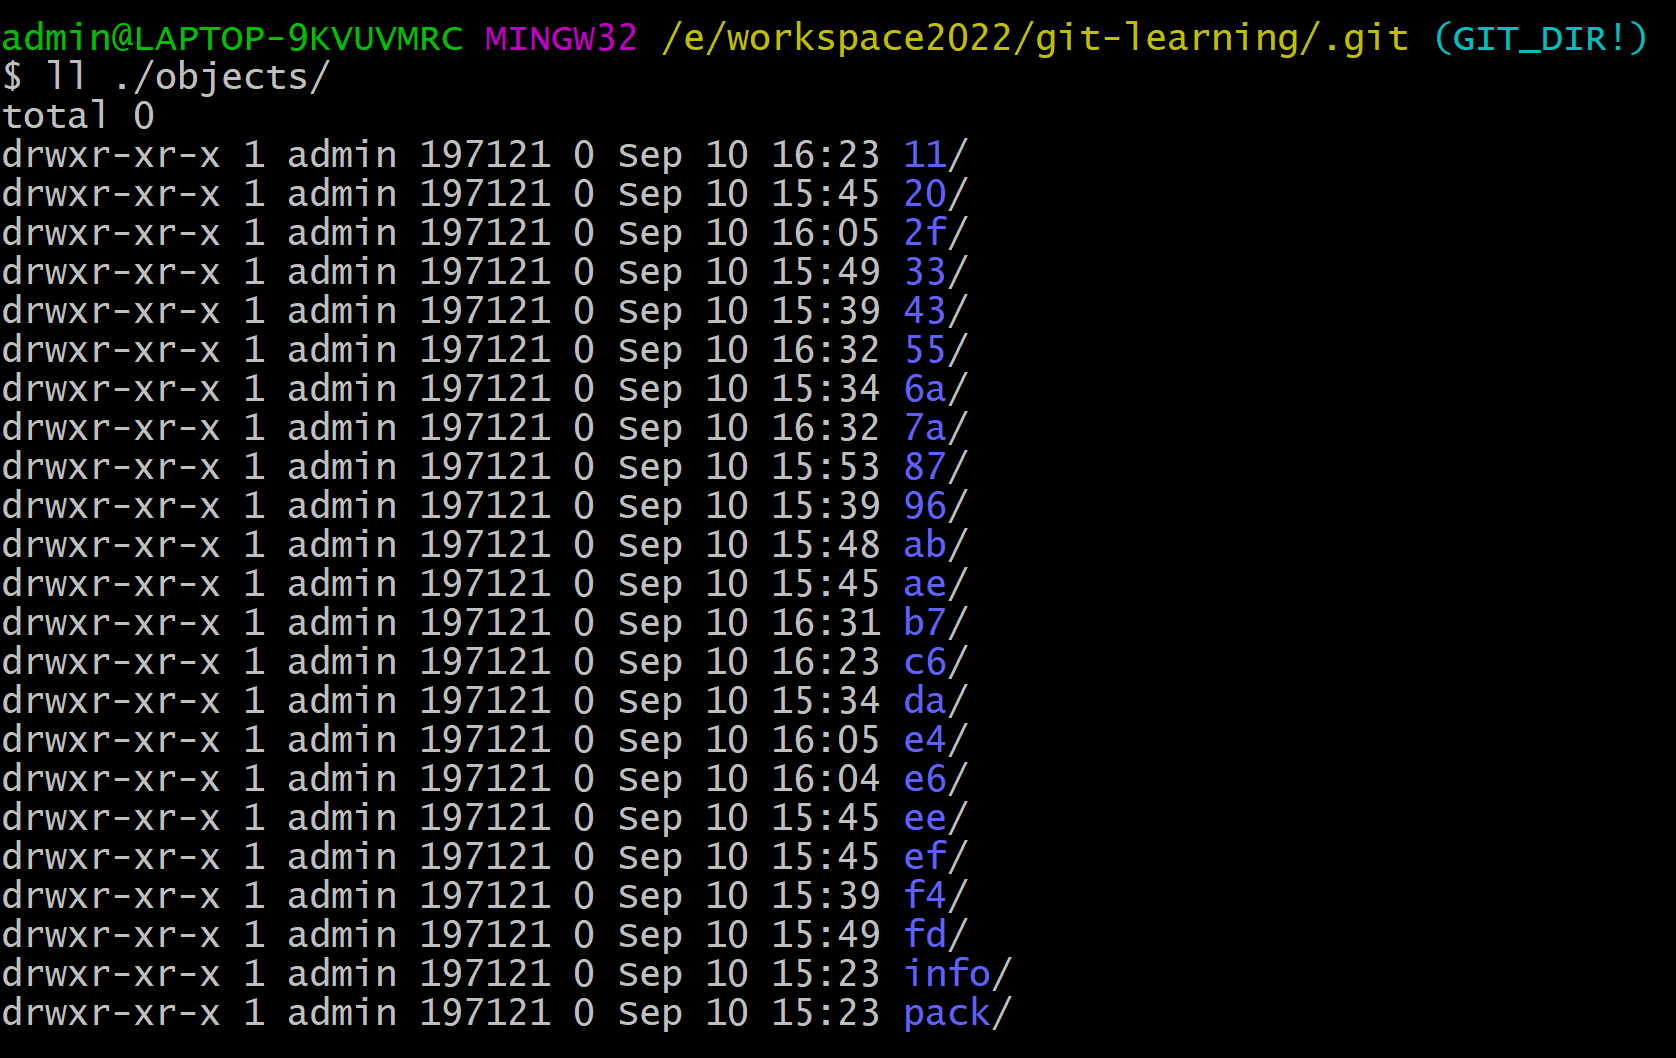 admin@LAPTOP-9KVUVMRC MINGW32 /e/workspace2022/git-learning/.git (GIT_DIR!)
$ ll ./objects/
total 0
drwxr-xr-x 1 admin 197121 0 Sep 10 16:23 11/
drwxr-xr-x 1 admin 197121 0 Sep 10 15:45 20/
drwxr-xr-x 1 admin 197121 0 Sep 10 16:05 2f/
drwxr-xr-x 1 admin 197121 0 Sep 10 15:49 33/
drwxr-xr-x 1 admin 197121 0 Sep 10 15:39 43/
drwxr-xr-x 1 admin 197121 0 Sep 10 16:32 55/
drwxr-xr-x 1 admin 197121 0 Sep 10 15:34 6a/
drwxr-xr-x 1 admin 197121 0 Sep 10 16:32 7a/
drwxr-xr-x 1 admin 197121 0 Sep 10 15:53 87/
drwxr-xr-x 1 admin 197121 0 Sep 10 15:39 96/
drwxr-xr-x 1 admin 197121 0 Sep 10 15:48 ab/
drwxr-xr-x 1 admin 197121 0 Sep 10 15:45 ae/
drwxr-xr-x 1 admin 197121 0 Sep 10 16:31 b7/
drwxr-xr-x 1 admin 197121 0 Sep 10 16:23 c6/
drwxr-xr-x 1 admin 197121 0 Sep 10 15:34 da/
drwxr-xr-x 1 admin 197121 0 Sep 10 16:05 e4/
drwxr-xr-x 1 admin 197121 0 Sep 10 16:04 e6/
drwxr-xr-x 1 admin 197121 0 Sep 10 15:45 ee/
drwxr-xr-x 1 admin 197121 0 Sep 10 15:45 ef/
drwxr-xr-x 1 admin 197121 0 Sep 10 15:39 f4/
drwxr-xr-x 1 admin 197121 0 Sep 10 15:49 fd/
drwxr-xr-x 1 admin 197121 0 Sep 10 15:23 info/
drwxr-xr-x 1 admin 197121 0 Sep 10 15:23 pack/